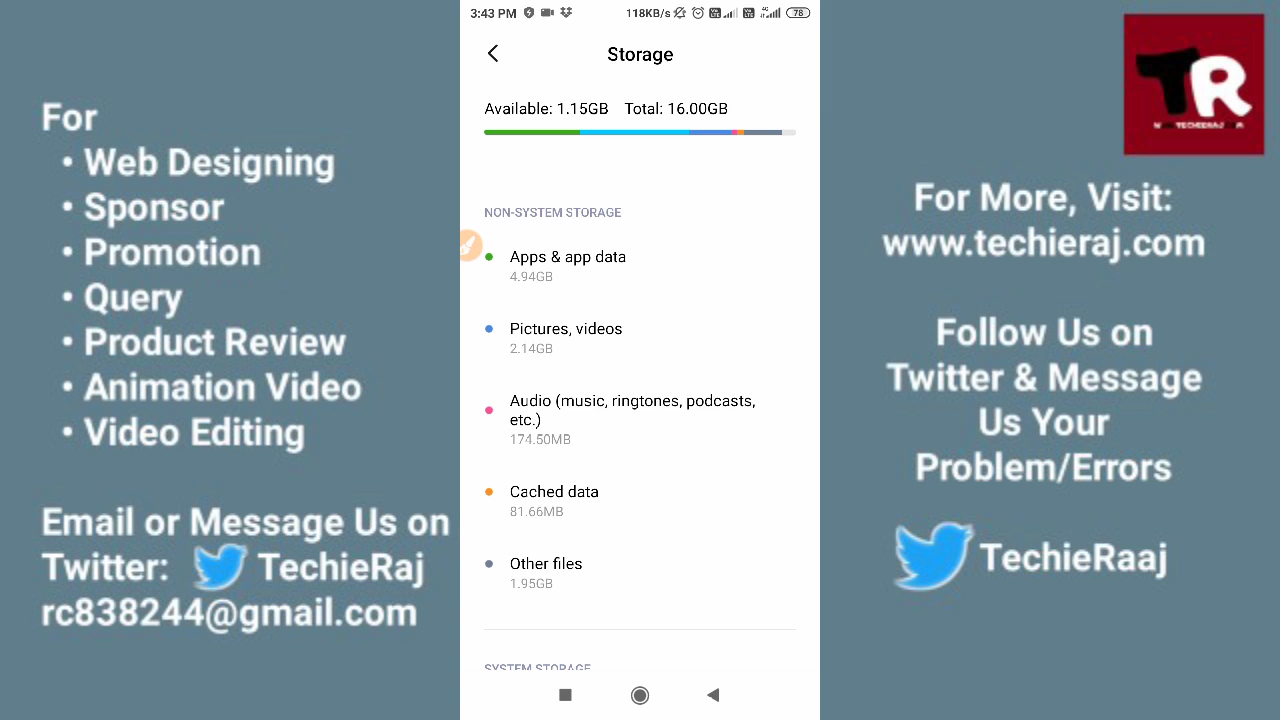 For
• Web Designing
• Sponsor
• Promotion
• Query
• Product Review
• Animation Video
• Video Editing
Email or Message Us on
Twitter: TechieRaj
rc838244@gmail.com
3:43 PM 118KB/s 4G 78
Storage
Available: 1.15GB Total: 16.00GB
NON-SYSTEM STORAGE
Apps & app data
4.94GB
Pictures, videos
2.14GB
Audio (music, ringtones, podcasts,
etc.)
174.50MB
Cached data
81.66MB
Other files
1.95GB
SYSTEM STORAGE
TR
For More, Visit:
www.techieraj.com
Follow Us on
Twitter & Message
Us Your
Problem/Errors
TechieRaaj